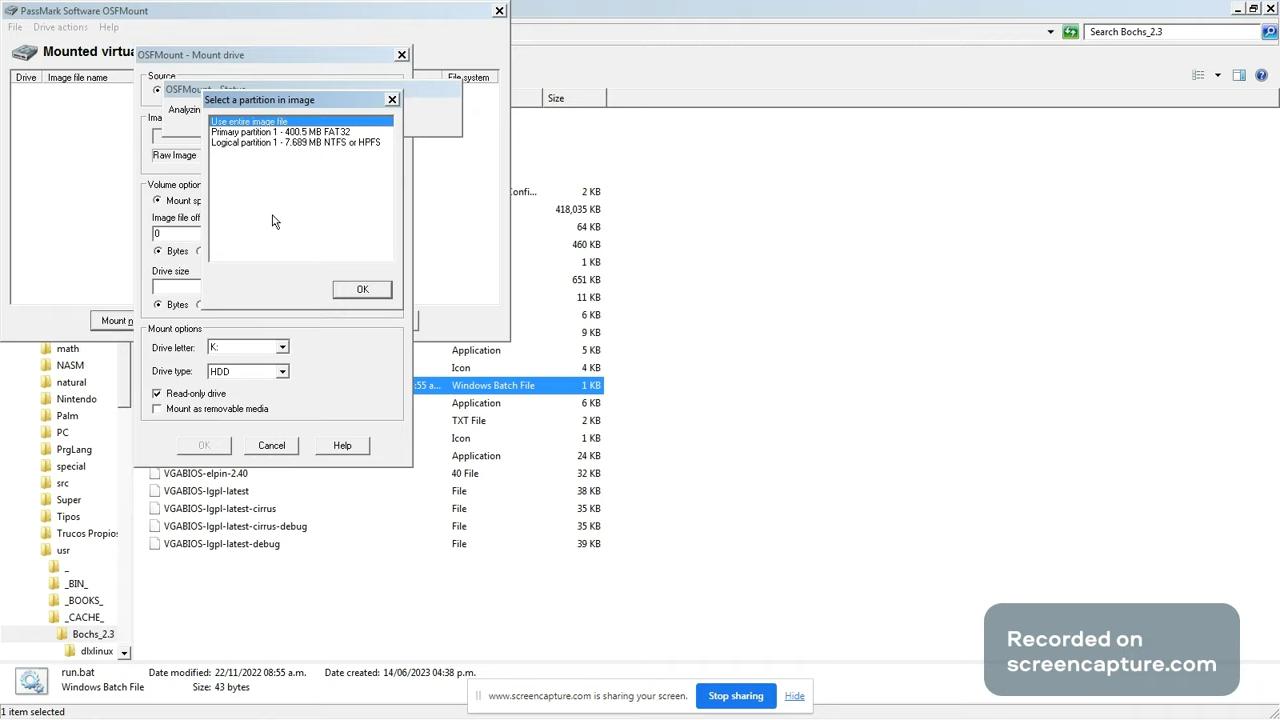 PassMark Software OSFMount
File
Drive actions
Help
Search Bochs_2.3
Mounted virtu
Drive
Image file name
File system
OSFMount - Mount drive
Source
Analyzin
Select a partition in image
Use entire image file
Primary partition 1 - 400.5 MB FAT32
Logical partition 1 - 7.689 MB NTFS or HPFS
OK
Ima
Raw Image
Volume option
Mount sp
Image file off
0
Bytes
Drive size
Bytes
Mount n
Mount options
Drive letter:
K:
Drive type:
HDD
Read-only drive
Mount as removable media
OK
Cancel
Help
Size
onfi...
2 KB
418,035 KB
64 KB
460 KB
1 KB
651 KB
11 KB
6 KB
9 KB
Application
5 KB
Icon
4 KB
:55 a...
Windows Batch File
1 KB
Application
6 KB
TXT File
2 KB
Icon
1 KB
Application
24 KB
VGABIOS-elpin-2.40
40 File
32 KB
VGABIOS-lgpl-latest
File
38 KB
VGABIOS-lgpl-latest-cirrus
File
35 KB
VGABIOS-lgpl-latest-cirrus-debug
File
35 KB
VGABIOS-lgpl-latest-debug
File
39 KB
math
NASM
natural
Nintendo
Palm
PC
PrgLang
special
src
Super
Tipos
Trucos Propios
usr
_
_BIN_
_BOOKS_
_CACHE_
Bochs_2.3
dlxlinux
run.bat
Windows Batch File
Date modified: 22/11/2022 08:55 a.m.
Size: 43 bytes
Date created: 14/06/2023 04:38 p.m.
1 item selected
www.screencapture.com is sharing your screen.
Stop sharing
Hide
Recorded on
screencapture.com